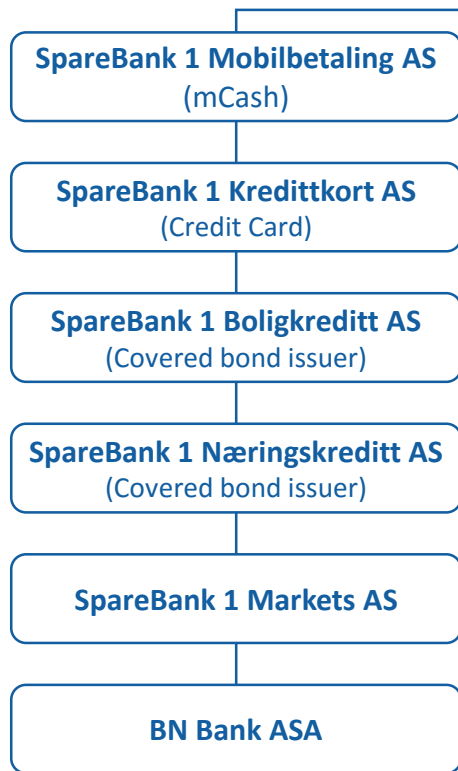 SpareBank 1 Mobilbetaling AS
(mCash)
SpareBank 1 Kredittkort AS
(Credit Card)
SpareBank 1 Boligkreditt AS
(Covered bond issuer)
SpareBank 1 Næringskreditt AS
(Covered bond issuer)
SpareBank 1 Markets AS
BN Bank ASA